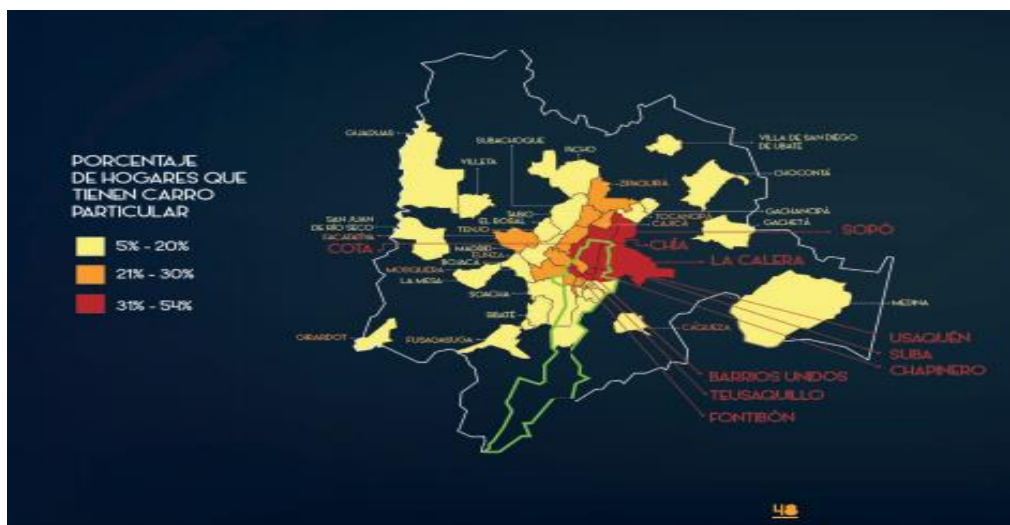 PORCENTAJE
DE HOGARES QUE
TIENEN CARRO
PARTICULAR
5% - 20%
21% - 30%
31% - 54%
GUADUAS
SUBACHOQUE
PACHO
VILLETA
ZIPAQUIRÁ
VILLA DE SAN DIEGO
DE UBATÉ
CHOCONTÁ
TABIO
EL ROSAL
TENJO
TOCANCIPÁ
CAJICÁ
GACHANCIPÁ
GACHETÁ
SAN JUAN
DE RÍO SECO
FACATATIVÁ
COTA
SOPÓ
CHÍA
LA CALERA
MADRID
FUNZA
BOJACÁ
MOSQUERA
LA MESA
SOACHA
SIBATÉ
GIRARDOT
FUSAGASUGÁ
CÁQUEZA
MEDINA
USAQUÉN
SUBA
CHAPINERO
BARRIOS UNIDOS
TEUSAQUILLO
FONTIBÓN
48